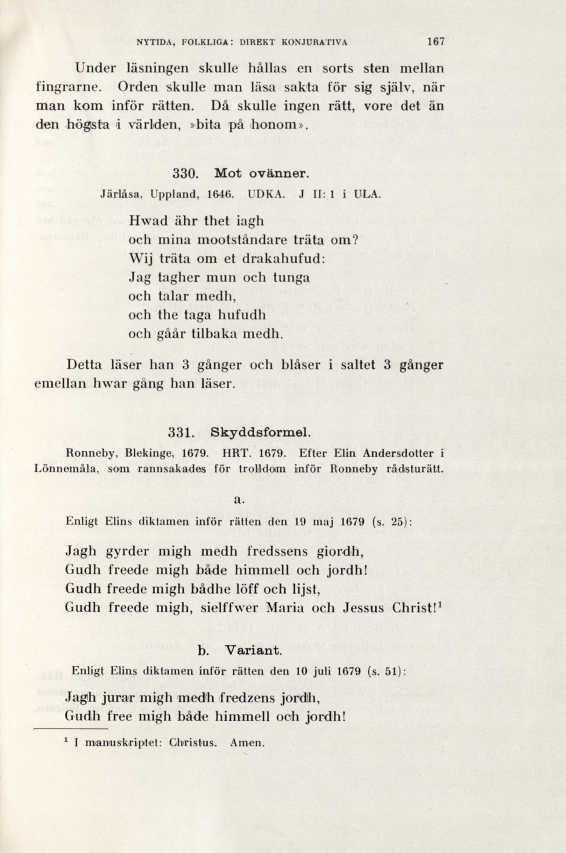 NYTIDA, FOLKLIGA: DIREKT KONJURATIVA 167
Under läsningen skulle hållas en sorts sten mellan
fingrarne. Orden skulle man läsa sakta för sig själv, när
man kom inför rätten. Då skulle ingen rätt, vore det än
den högsta i världen, »bita på honom».
330. Mot ovänner.
Järlåsa, Uppland, 1646. UDKA. J II: 1 i ULA.
Hwad ähr thet iagh
och mina mootståndare träta om?
Wij träta om et drakahufud:
Jag tagher mun och tunga
och talar medh,
och the taga hufudh
och gåår tilbaka medh.
Detta läser han 3 gånger och blåser i saltet 3 gånger
emellan hwar gång han läser.
331. Skyddsformel.
Ronneby, Blekinge, 1679. HRT. 1679. Efter Elin Andersdotter i
Lönnemåla, som rannsakades för trolldom inför Ronneby rådsturätt.
a.
Enligt Elins diktamen inför rätten den 19 maj 1679 (s. 25):
Jagh gyrder migh medh fredssens giordh,
Gudh freede migh både himmell och jordh!
Gudh freede migh bådhe löff och lijst,
Gudh freede migh, sielffwer Maria och Jessus Christ!¹
b. Variant.
Enligt Elins diktamen inför rätten den 10 juli 1679 (s. 51):
Jagh jurar migh medh fredzens jordh,
Gudh free migh både himmell och jordh!
¹ I manuskriptet: Christus. Amen.